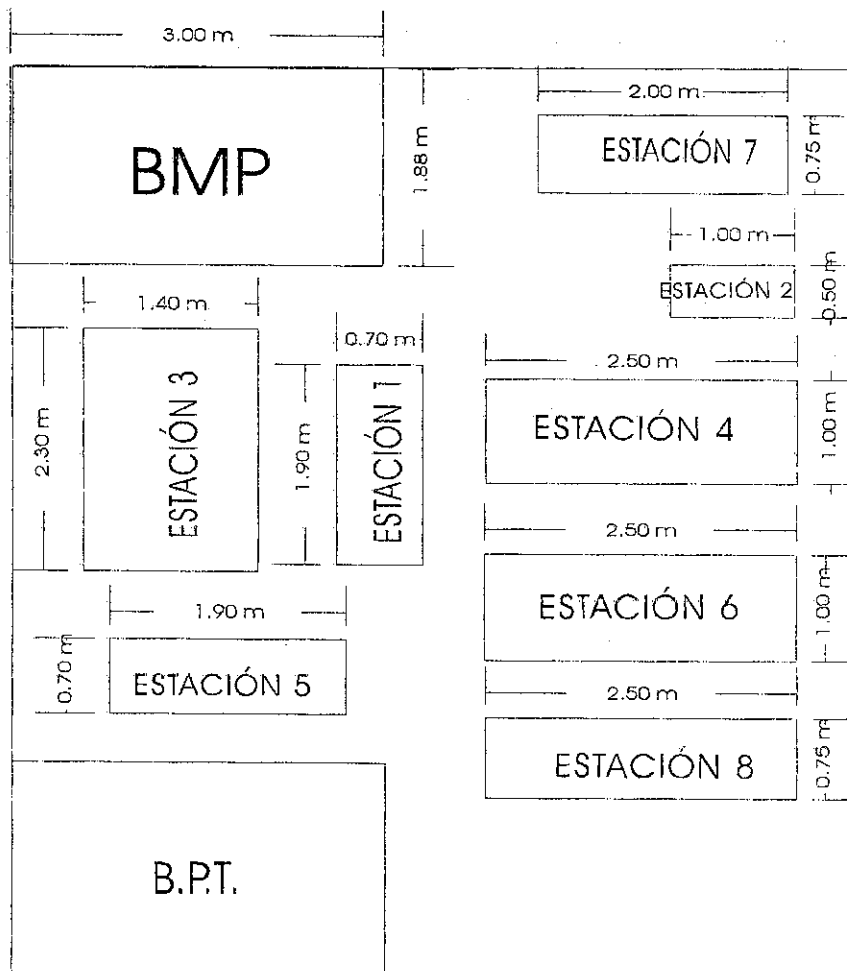 3.00 m
BMP
1.88 m
2.00 m
ESTACIÓN 7
0.75 m
1.00 m
ESTACIÓN 2
0.50 m
1.40 m
2.30 m
ESTACIÓN 3
0.70 m
1.90 m
ESTACIÓN 1
2.50 m
ESTACIÓN 4
1.00 m
2.50 m
ESTACIÓN 6
1.00 m
1.90 m
0.70 m
ESTACIÓN 5
2.50 m
ESTACIÓN 8
0.75 m
B.P.T.